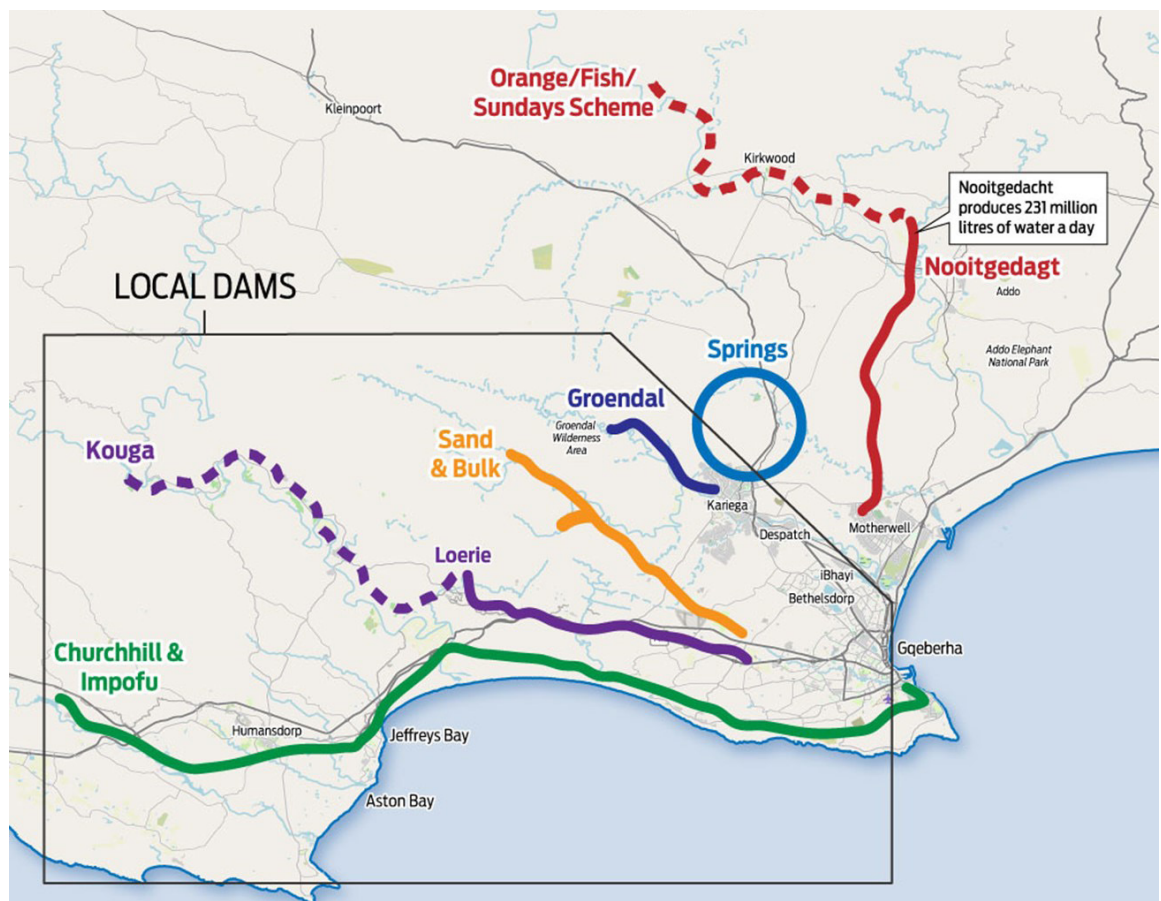 Orange/Fish/
Sundays Scheme
Kleinpoort
Kirkwood
Nooitgedacht
produces 231 million
litres of water a day
Nooitgedagt
Addo
LOCAL DAMS
Addo Elephant
National Park
Springs
Groendal
Groendal
Wilderness
Area
Sand
& Bulk
Kouga
Kariega
Motherwell
Despatch
Loerie
iBhayi
Bethelsdorp
Gqeberha
Churchhill &
Impofu
Humansdorp
Jeffreys Bay
Aston Bay